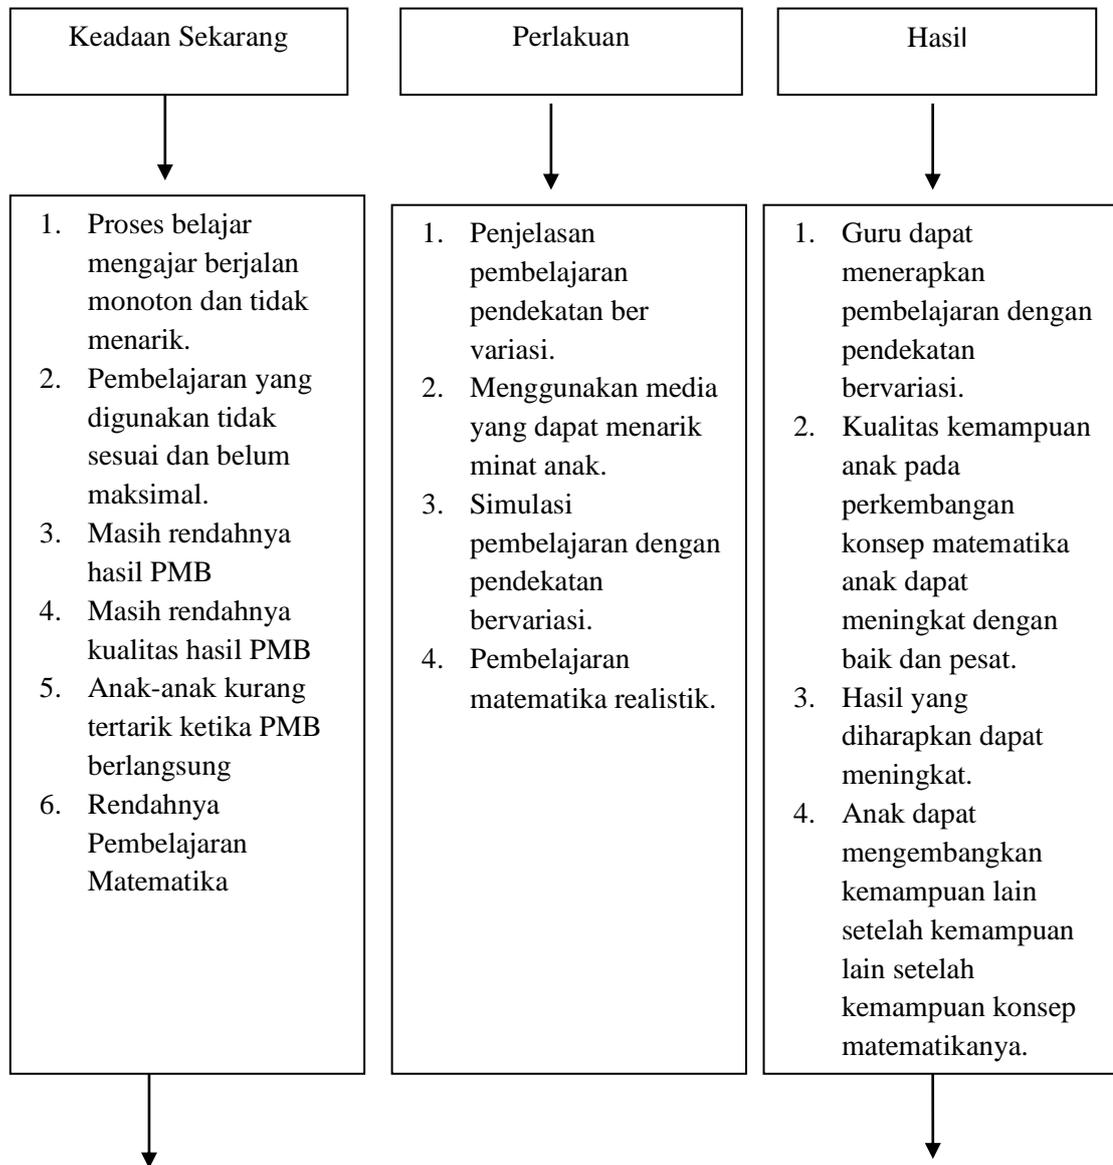 Keadaan Sekarang
Perlakuan
Hasil
1. Proses belajar
mengajar berjalan
monoton dan tidak
menarik.
2. Pembelajaran yang
digunakan tidak
sesuai dan belum
maksimal.
3. Masih rendahnya
hasil PMB
4. Masih rendahnya
kualitas hasil PMB
5. Anak-anak kurang
tertarik ketika PMB
berlangsung
6. Rendahnya
Pembelajaran
Matematika
1. Penjelasan
pembelajaran
pendekatan ber
variasi.
2. Menggunakan media
yang dapat menarik
minat anak.
3. Simulasi
pembelajaran dengan
pendekatan
bervariasi.
4. Pembelajaran
matematika realistik.
1. Guru dapat
menerapkan
pembelajaran dengan
pendekatan
bervariasi.
2. Kualitas kemampuan
anak pada
perkembangan
konsep matematika
anak dapat
meningkat dengan
baik dan pesat.
3. Hasil yang
diharapkan dapat
meningkat.
4. Anak dapat
mengembangkan
kemampuan lain
setelah kemampuan
lain setelah
kemampuan konsep
matematikanya.